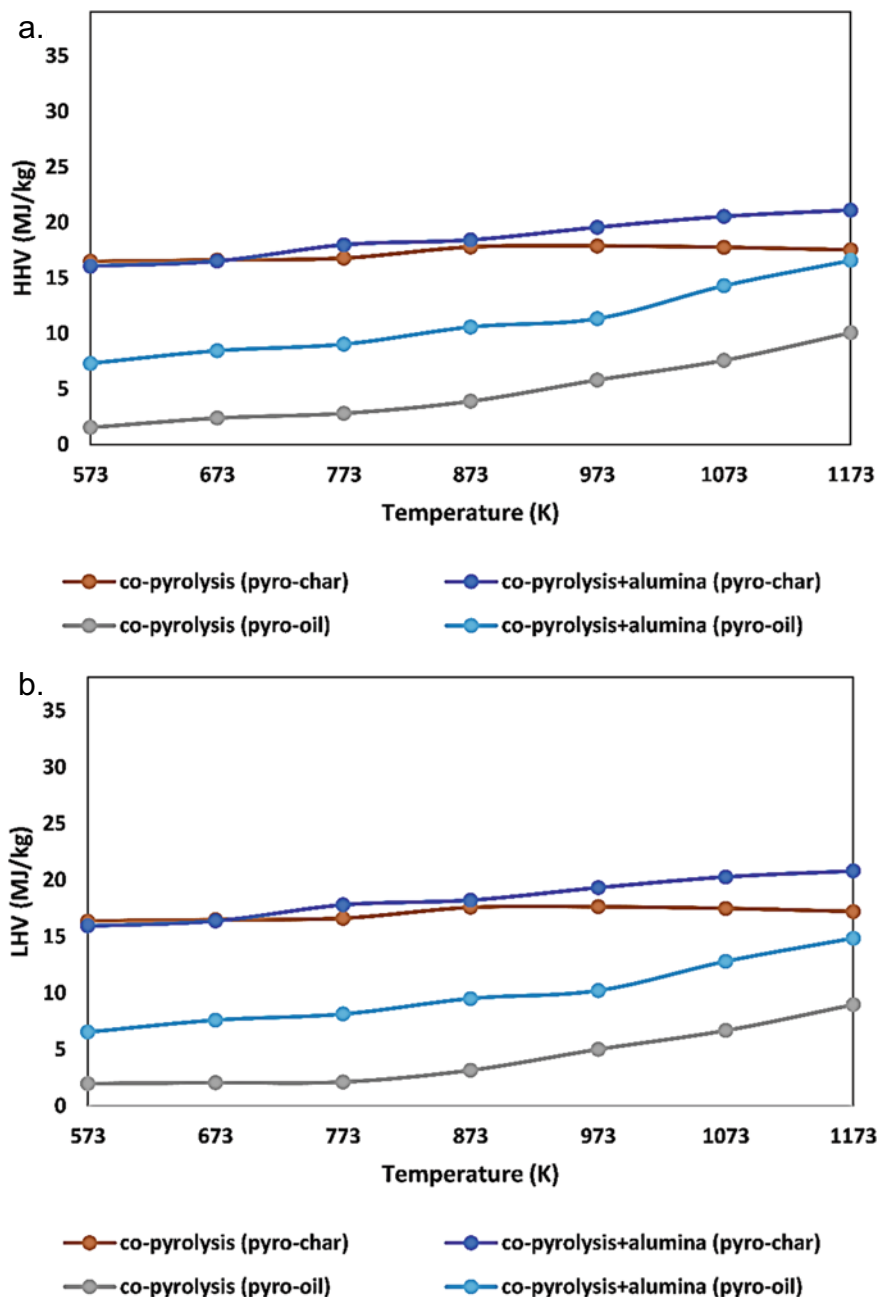 a.
35
30
25
20
15
10
5
0
HHV (MJ/kg)
573 673 773 873 973 1073 1173
Temperature (K)
co-pyrolysis (pyro-char) co-pyrolysis+alumina (pyro-char)
co-pyrolysis (pyro-oil) co-pyrolysis+alumina (pyro-oil)
b.
35
30
25
20
15
10
5
0
LHV (MJ/kg)
573 673 773 873 973 1073 1173
Temperature (K)
co-pyrolysis (pyro-char) co-pyrolysis+alumina (pyro-char)
co-pyrolysis (pyro-oil) co-pyrolysis+alumina (pyro-oil)